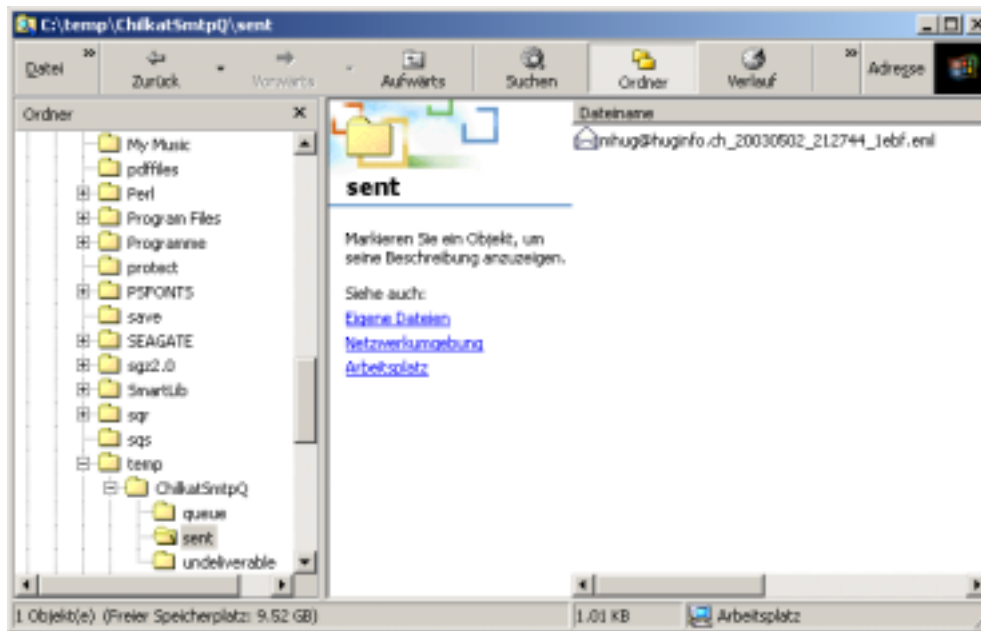 C:\temp\ChilkatSmtpQ\sent
Datei » Zurück Vorwärts Aufwärts Suchen Ordner Verlauf » Adresse
Ordner
My Music
pdffiles
Perl
Program Files
Programme
protect
PSFONTS
save
SEAGATE
sgz2.0
SmartLib
sqr
sqs
temp
ChilkatSmtpQ
queue
sent
undeliverable
sent
Markieren Sie ein Objekt, um
seine Beschreibung anzuzeigen.
Siehe auch:
Eigene Dateien
Netzwerkumgebung
Arbeitsplatz
Dateiname
mhug@huginfo.ch_20030502_212744_1ebf.eml
1 Objekt(e) (Freier Speicherplatz: 9.52 GB) 1.01 KB Arbeitsplatz